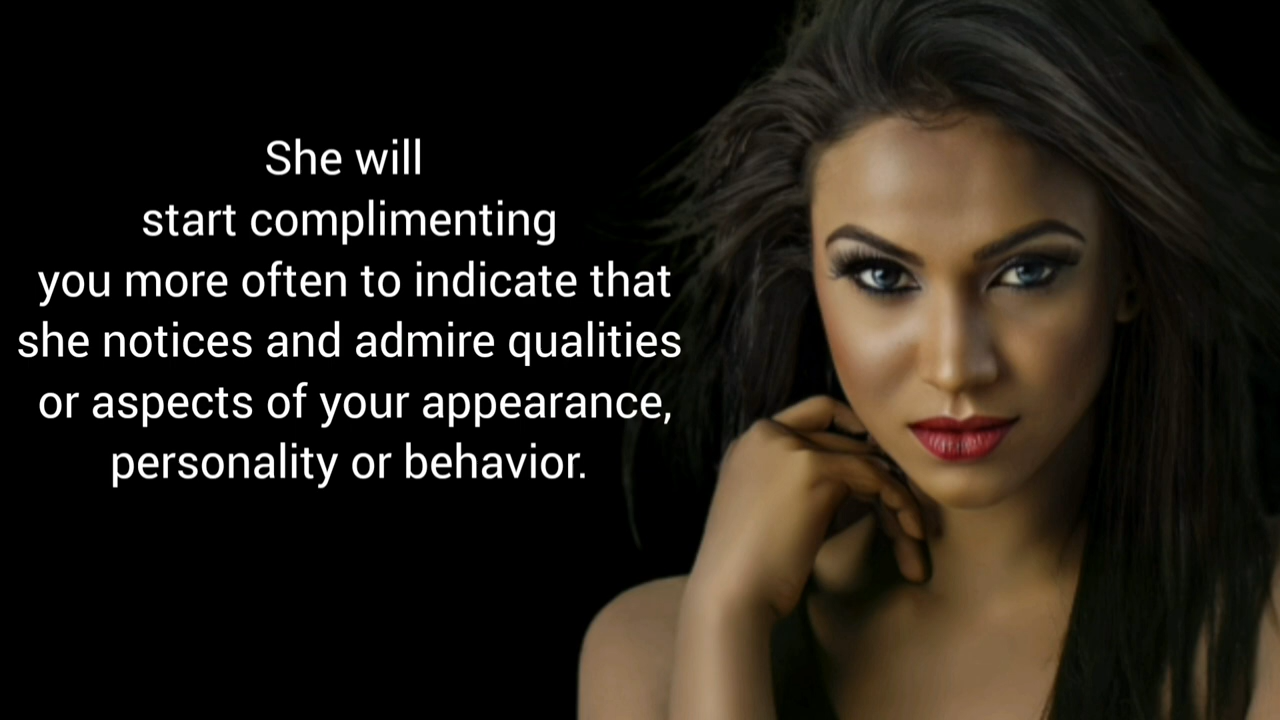 She will
start complimenting
you more often to indicate that
she notices and admire qualities
or aspects of your appearance,
personality or behavior.